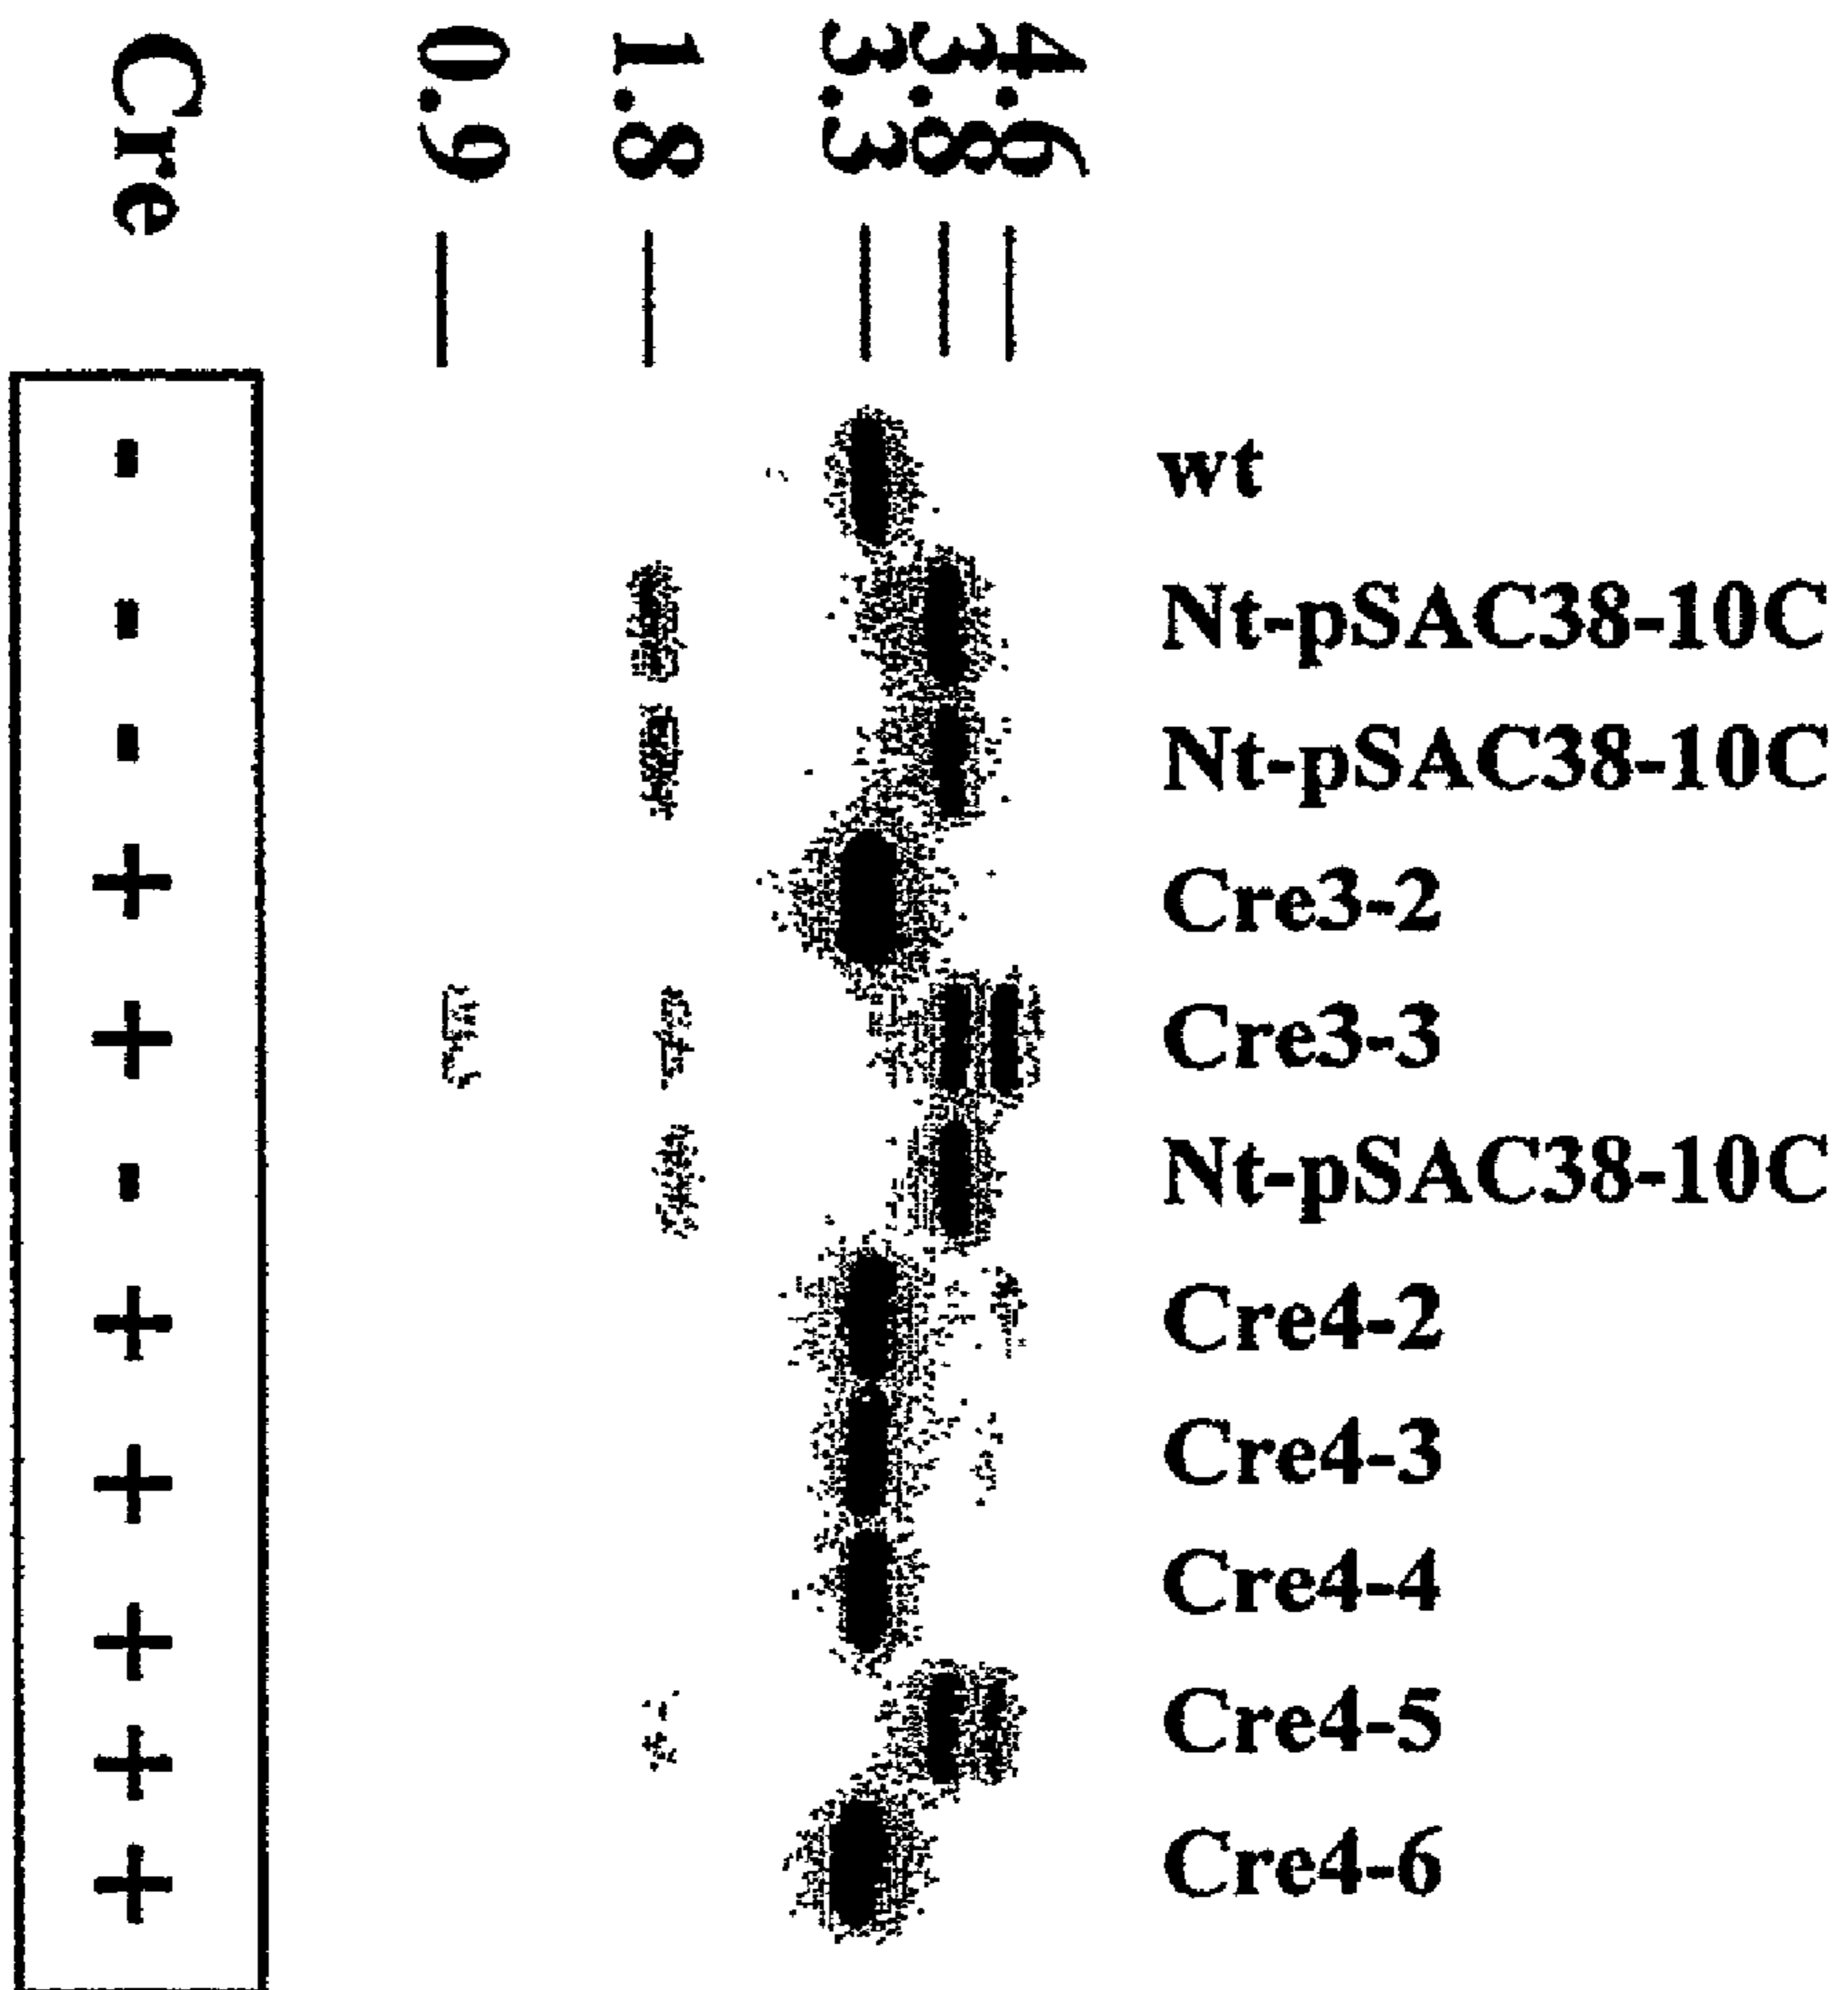 4.6
3.8
3.3
1.8
0.9
Cre
wt
-
Nt-pSAC38-10C
-
Nt-pSAC38-10C
-
Cre3-2
+
Cre3-3
+
Nt-pSAC38-10C
-
Cre4-2
+
Cre4-3
+
Cre4-4
+
Cre4-5
+
Cre4-6
+